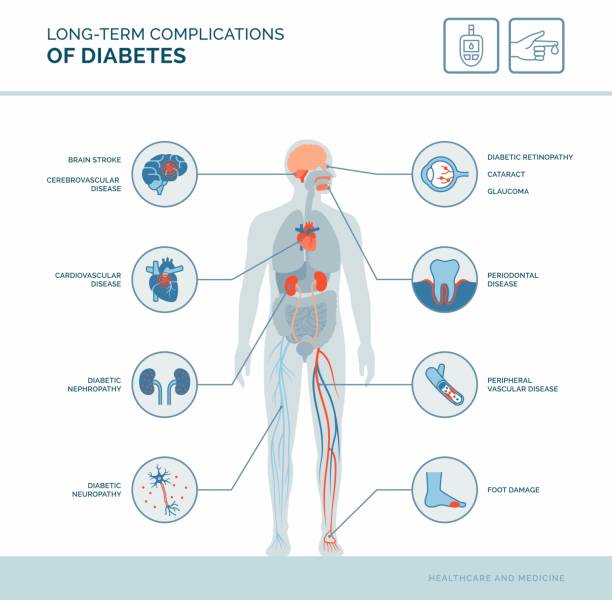 LONG-TERM COMPLICATIONS
OF DIABETES
BRAIN STROKE
CEREBROVASCULAR
DISEASE
CARDIOVASCULAR
DISEASE
DIABETIC
NEPHROPATHY
DIABETIC
NEUROPATHY
DIABETIC RETINOPATHY
CATARACT
GLAUCOMA
PERIODONTAL
DISEASE
PERIPHERAL
VASCULAR DISEASE
FOOT DAMAGE
HEALTHCARE AND MEDICINE